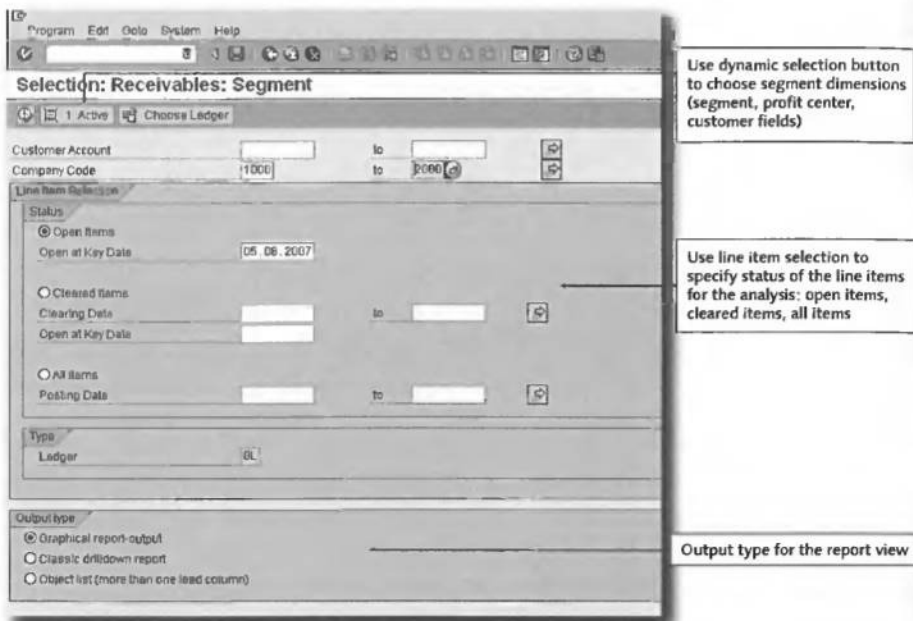 Program Edit Goto System Help
Selection: Receivables: Segment
1 Active Choose Ledger
Customer Account to
Company Code 1000 to 2000
Line Item Selection
Status
Open Items
Open at Key Date 05.08.2007
Cleared Items
Clearing Date to
Open at Key Date
All Items
Posting Date to
Type
Ledger 0L
Output type
Graphical report-output
Classic drilldown report
Object list (more than one lead column)
Use dynamic selection button
to choose segment dimensions
(segment, profit center,
customer fields)
Use line item selection to
specify status of the line items
for the analysis: open items,
cleared items, all items
Output type for the report view